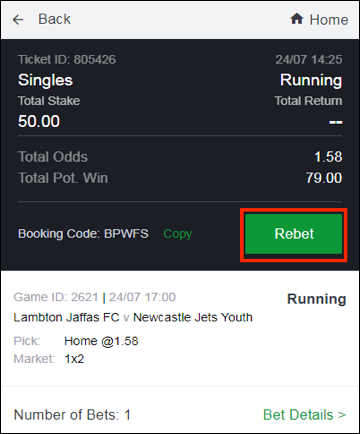 ← Back Home
Ticket ID: 805426 24/07 14:25
Singles Running
Total Stake Total Return
50.00 --
Total Odds 1.58
Total Pot. Win 79.00
Booking Code: BPWFS Copy Rebet
Game ID: 2621 | 24/07 17:00 Running
Lambton Jaffas FC v Newcastle Jets Youth
Pick: Home @1.58
Market: 1x2
Number of Bets: 1 Bet Details >